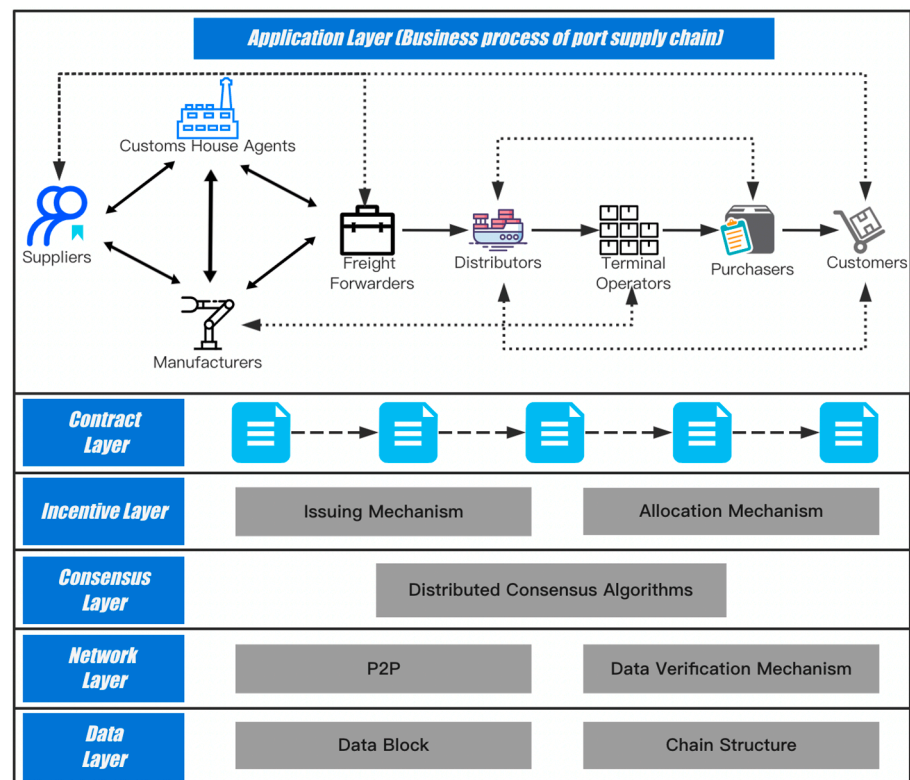 Application Layer (Business process of port supply chain)
Customs House Agents
Suppliers
Freight
Forwarders
Distributors
Terminal
Operators
Purchasers
Customers
Manufacturers
Contract
Layer
Incentive Layer
Issuing Mechanism
Allocation Mechanism
Consensus
Layer
Distributed Consensus Algorithms
Network
Layer
P2P
Data Verification Mechanism
Data
Layer
Data Block
Chain Structure